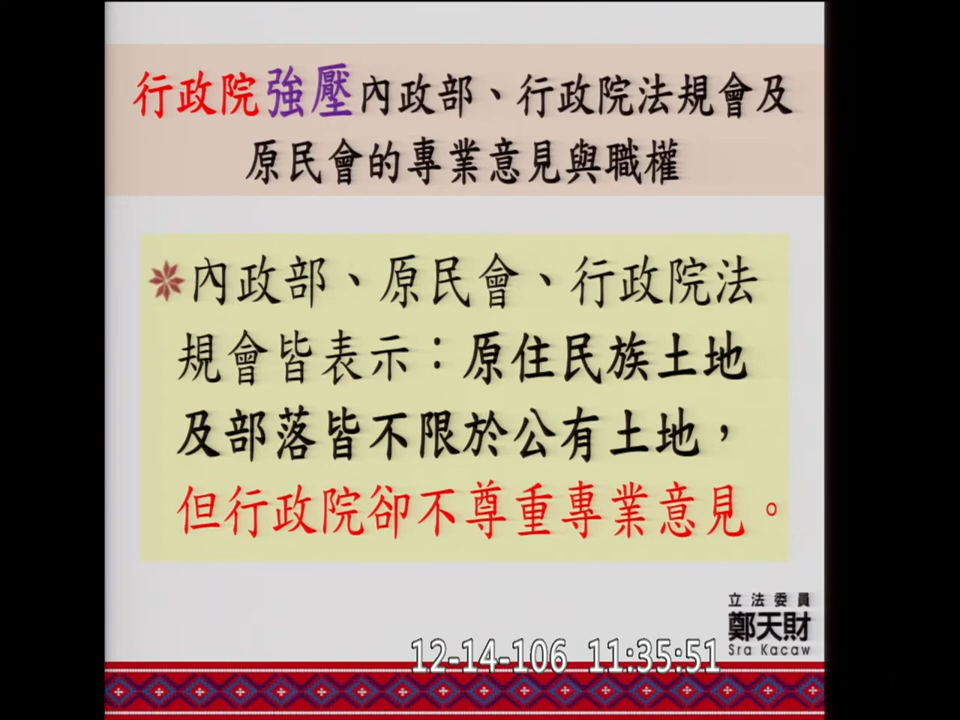 行政院強壓內政部、行政院法規會及
原民會的專業意見與職權
內政部、原民會、行政院法
規會皆表示：原住民族土地
及部落皆不限於公有土地，
但行政院卻不尊重專業意見。
立法委員
鄭天財
Sra Kacaw
12-14-106 11:35:51